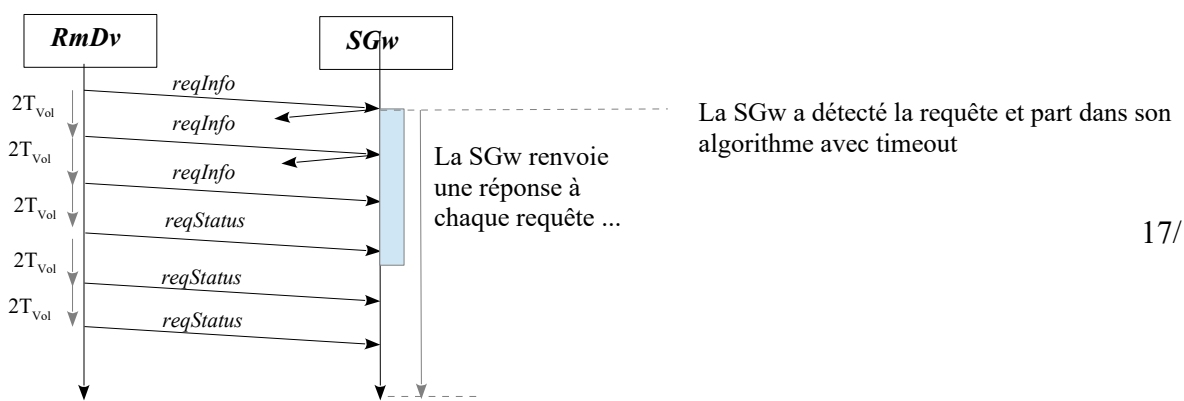 RmDv
SGw
reqInfo
2TVol
reqInfo
2TVol
reqInfo
2TVol
reqStatus
2TVol
reqStatus
2TVol
reqStatus
La SGw renvoie
une réponse à
chaque requête ...
La SGw a détecté la requête et part dans son
algorithme avec timeout
17/